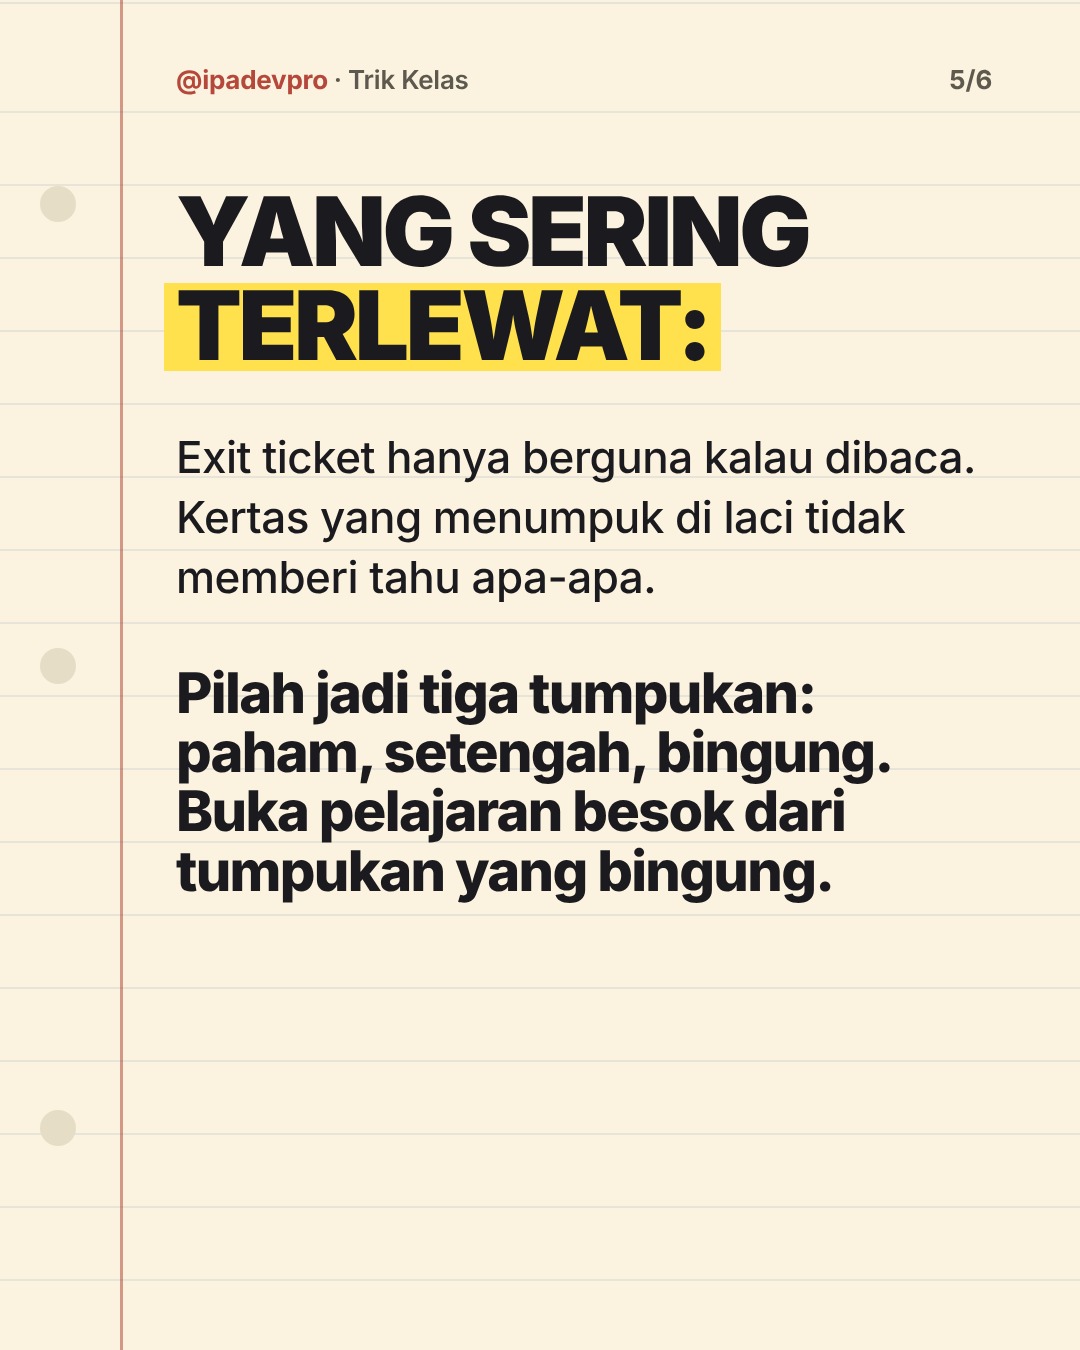 @ipadevpro · Trik Kelas 5/6
YANG SERING
TERLEWAT:
Exit ticket hanya berguna kalau dibaca.
Kertas yang menumpuk di laci tidak
memberi tahu apa-apa.
Pilah jadi tiga tumpukan:
paham, setengah, bingung.
Buka pelajaran besok dari
tumpukan yang bingung.